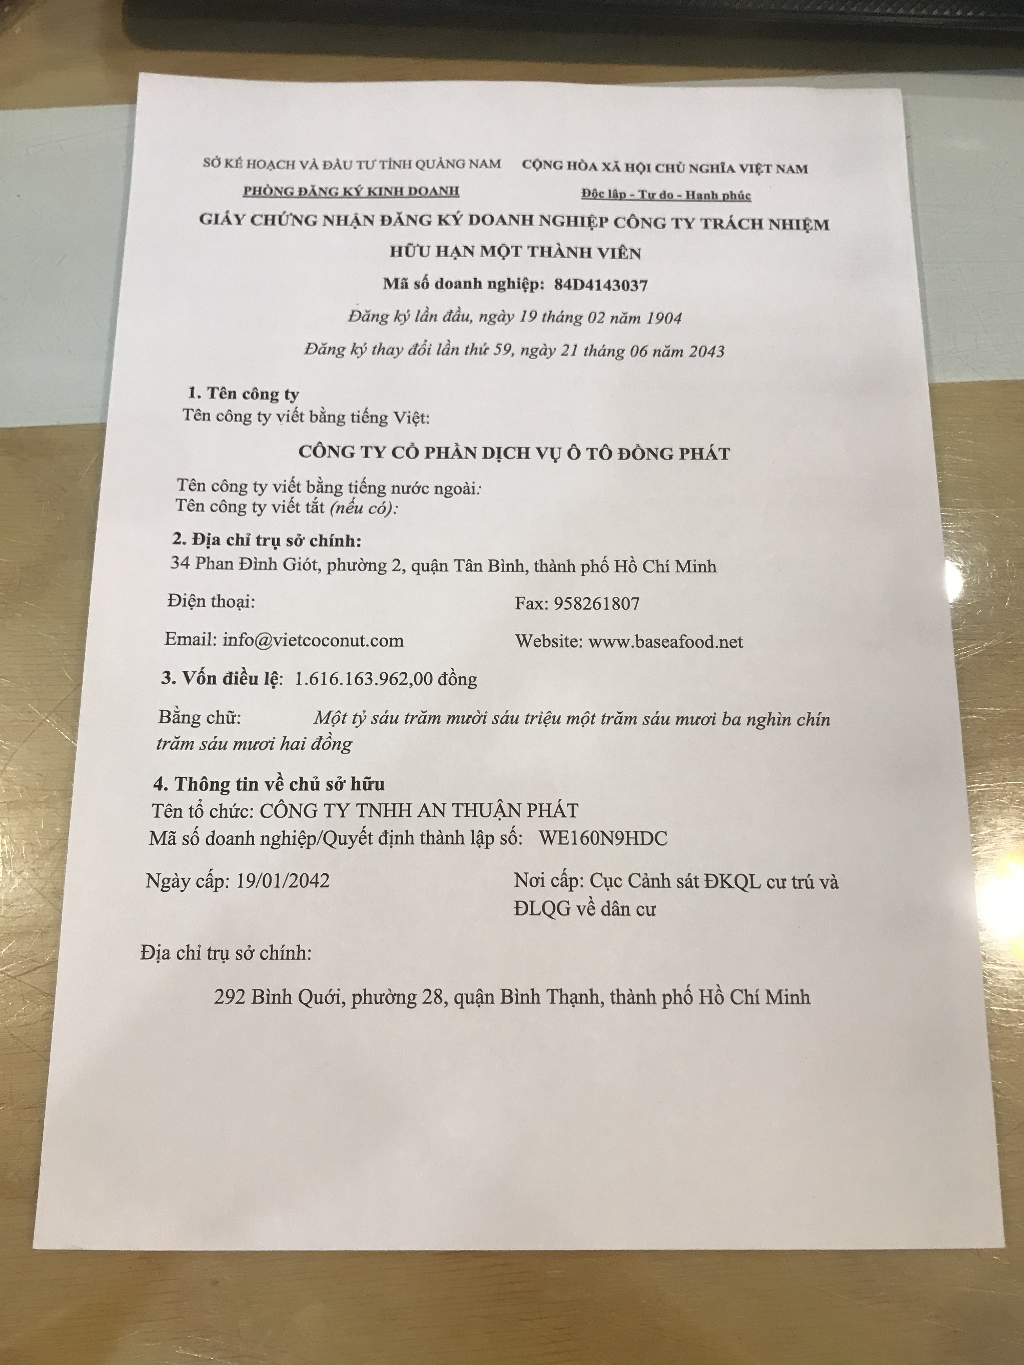 SỞ KẾ HOẠCH VÀ ĐẦU TƯ TỈNH QUẢNG NAM CỘNG HÒA XÃ HỘI CHỦ NGHĨA VIỆT NAM
PHÒNG ĐĂNG KÝ KINH DOANH Độc lập - Tự do - Hạnh phúc
GIẤY CHỨNG NHẬN ĐĂNG KÝ DOANH NGHIỆP CÔNG TY TRÁCH NHIỆM
HỮU HẠN MỘT THÀNH VIÊN
Mã số doanh nghiệp: 84D4143037
Đăng ký lần đầu, ngày 19 tháng 02 năm 1904
Đăng ký thay đổi lần thứ 59, ngày 21 tháng 06 năm 2043
1. Tên công ty
Tên công ty viết bằng tiếng Việt:
CÔNG TY CỔ PHẦN DỊCH VỤ Ô TÔ ĐỒNG PHÁT
Tên công ty viết bằng tiếng nước ngoài:
Tên công ty viết tắt (nếu có):
2. Địa chỉ trụ sở chính:
34 Phan Đình Giót, phường 2, quận Tân Bình, thành phố Hồ Chí Minh
Điện thoại: Fax: 958261807
Email: info@vietcoconut.com Website: www.baseafood.net
3. Vốn điều lệ: 1.616.163.962,00 đồng
Bằng chữ: Một tỷ sáu trăm mười sáu triệu một trăm sáu mươi ba nghìn chín
trăm sáu mươi hai đồng
4. Thông tin về chủ sở hữu
Tên tổ chức: CÔNG TY TNHH AN THUẬN PHÁT
Mã số doanh nghiệp/Quyết định thành lập số: WE160N9HDC
Ngày cấp: 19/01/2042 Nơi cấp: Cục Cảnh sát ĐKQL cư trú và
ĐLQG về dân cư
Địa chỉ trụ sở chính:
292 Bình Quới, phường 28, quận Bình Thạnh, thành phố Hồ Chí Minh